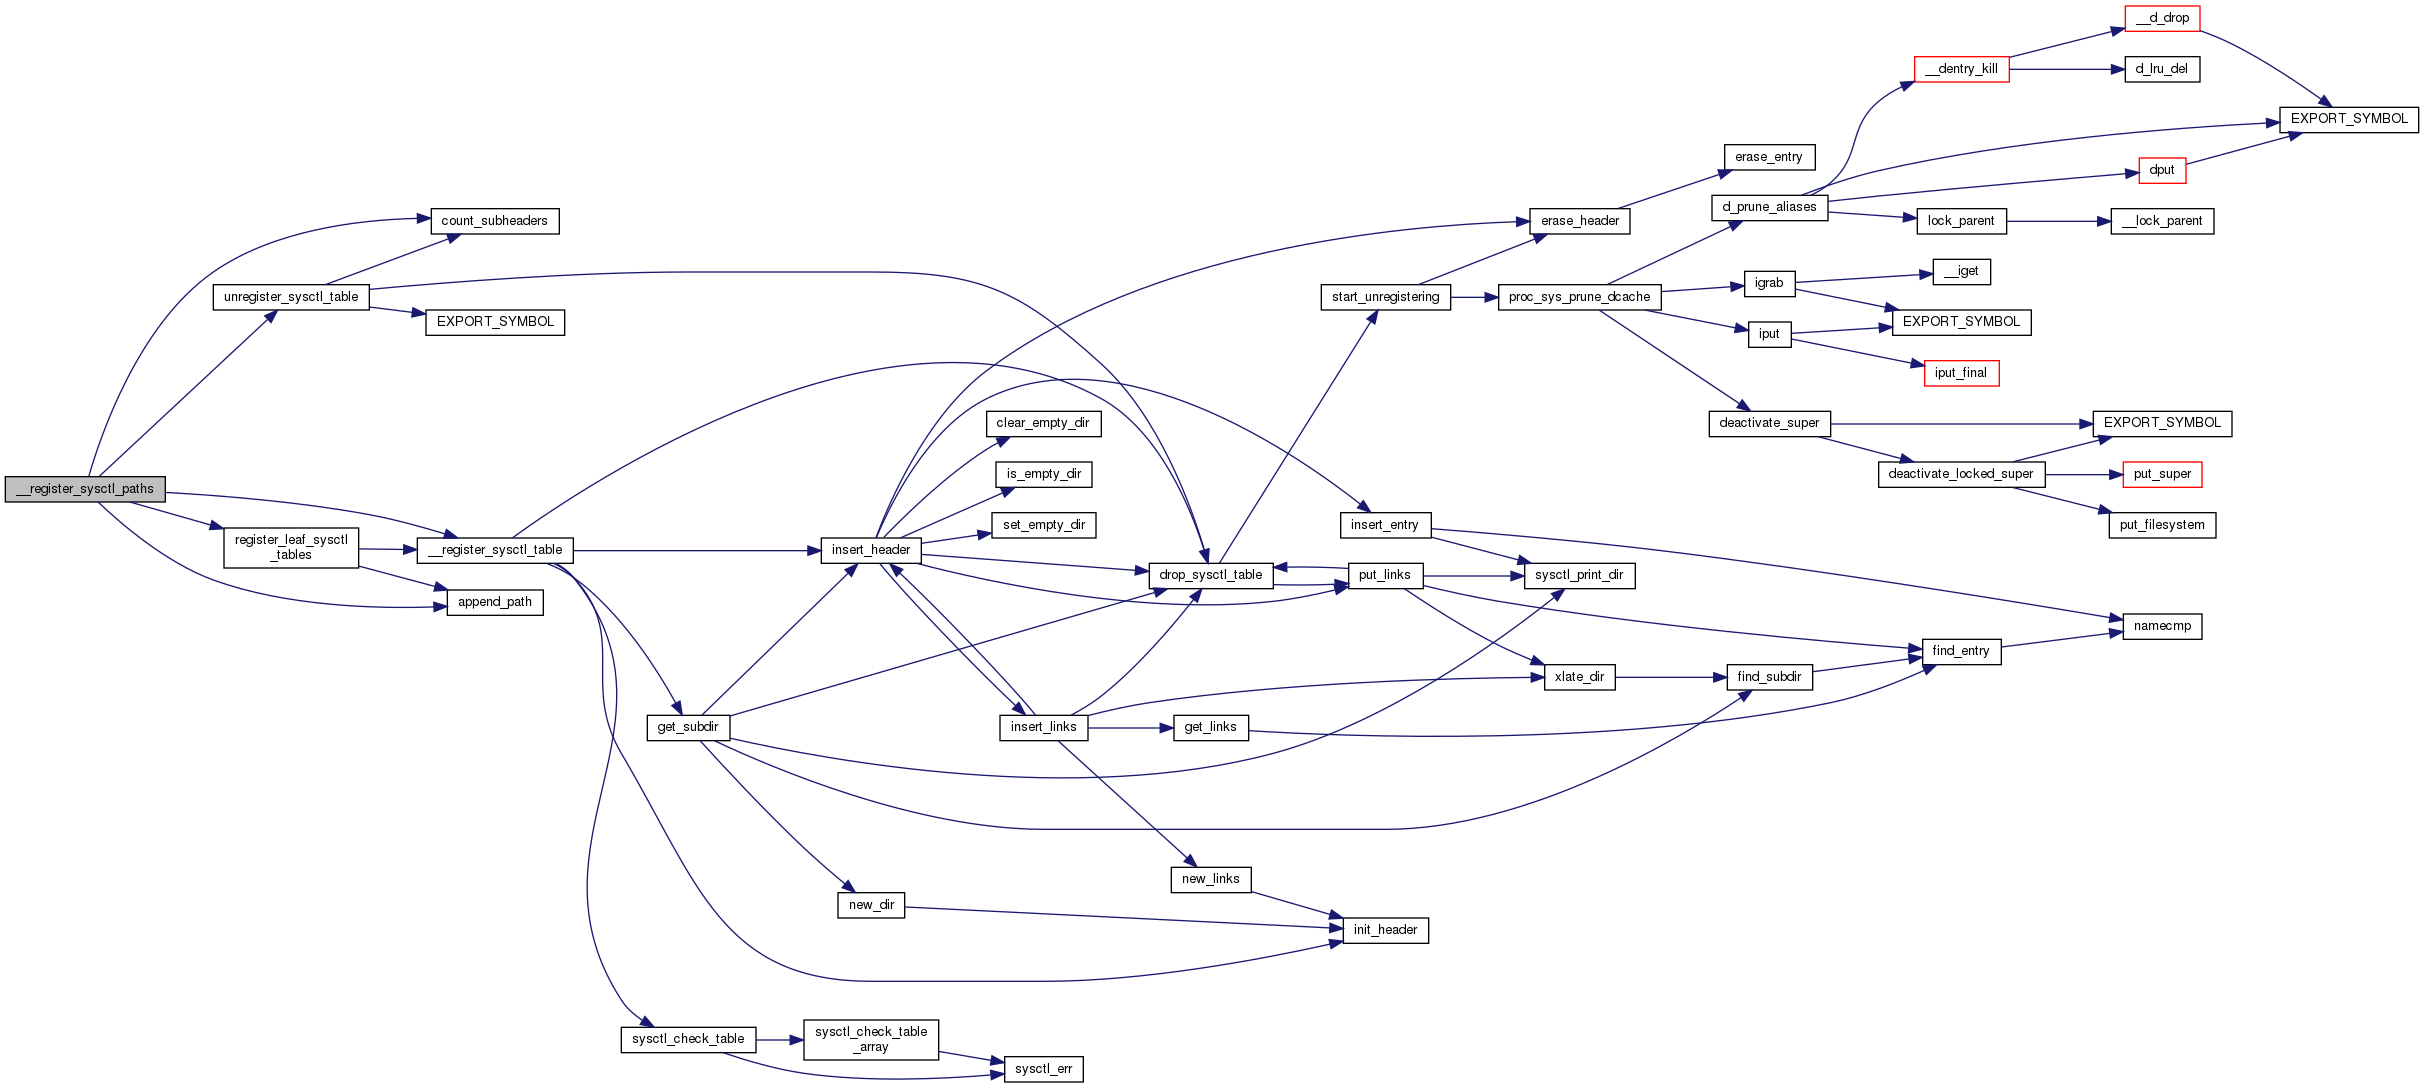 __d_drop
__dentry_kill
d_lru_del
EXPORT_SYMBOL
erase_entry
dput
d_prune_aliases
count_subheaders
erase_header
lock_parent
__lock_parent
unregister_sysctl_table
start_unregistering
proc_sys_prune_dcache
igrab
__iget
EXPORT_SYMBOL
iput
EXPORT_SYMBOL
iput_final
clear_empty_dir
deactivate_super
EXPORT_SYMBOL
is_empty_dir
deactivate_locked_super
put_super
__register_sysctl_paths
set_empty_dir
insert_entry
put_filesystem
register_leaf_sysctl
_tables
__register_sysctl_table
insert_header
drop_sysctl_table
put_links
sysctl_print_dir
append_path
namecmp
find_entry
xlate_dir
find_subdir
get_subdir
insert_links
get_links
new_links
new_dir
init_header
sysctl_check_table
sysctl_check_table
_array
sysctl_err